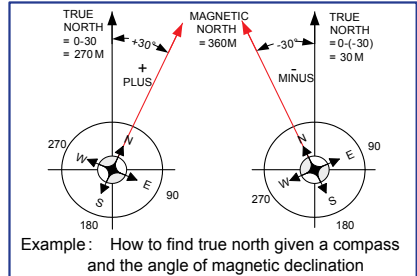 TRUE
NORTH
= 0-30
= 270 M
+30°
+
PLUS
MAGNETIC
NORTH
= 360M
-30°
-
MINUS
TRUE
NORTH
=0-(-30)
= 30 M
270
N
W
E
S
90
180
270
N
E
W
S
90
180
Example: How to find true north given a compass
and the angle of magnetic declination